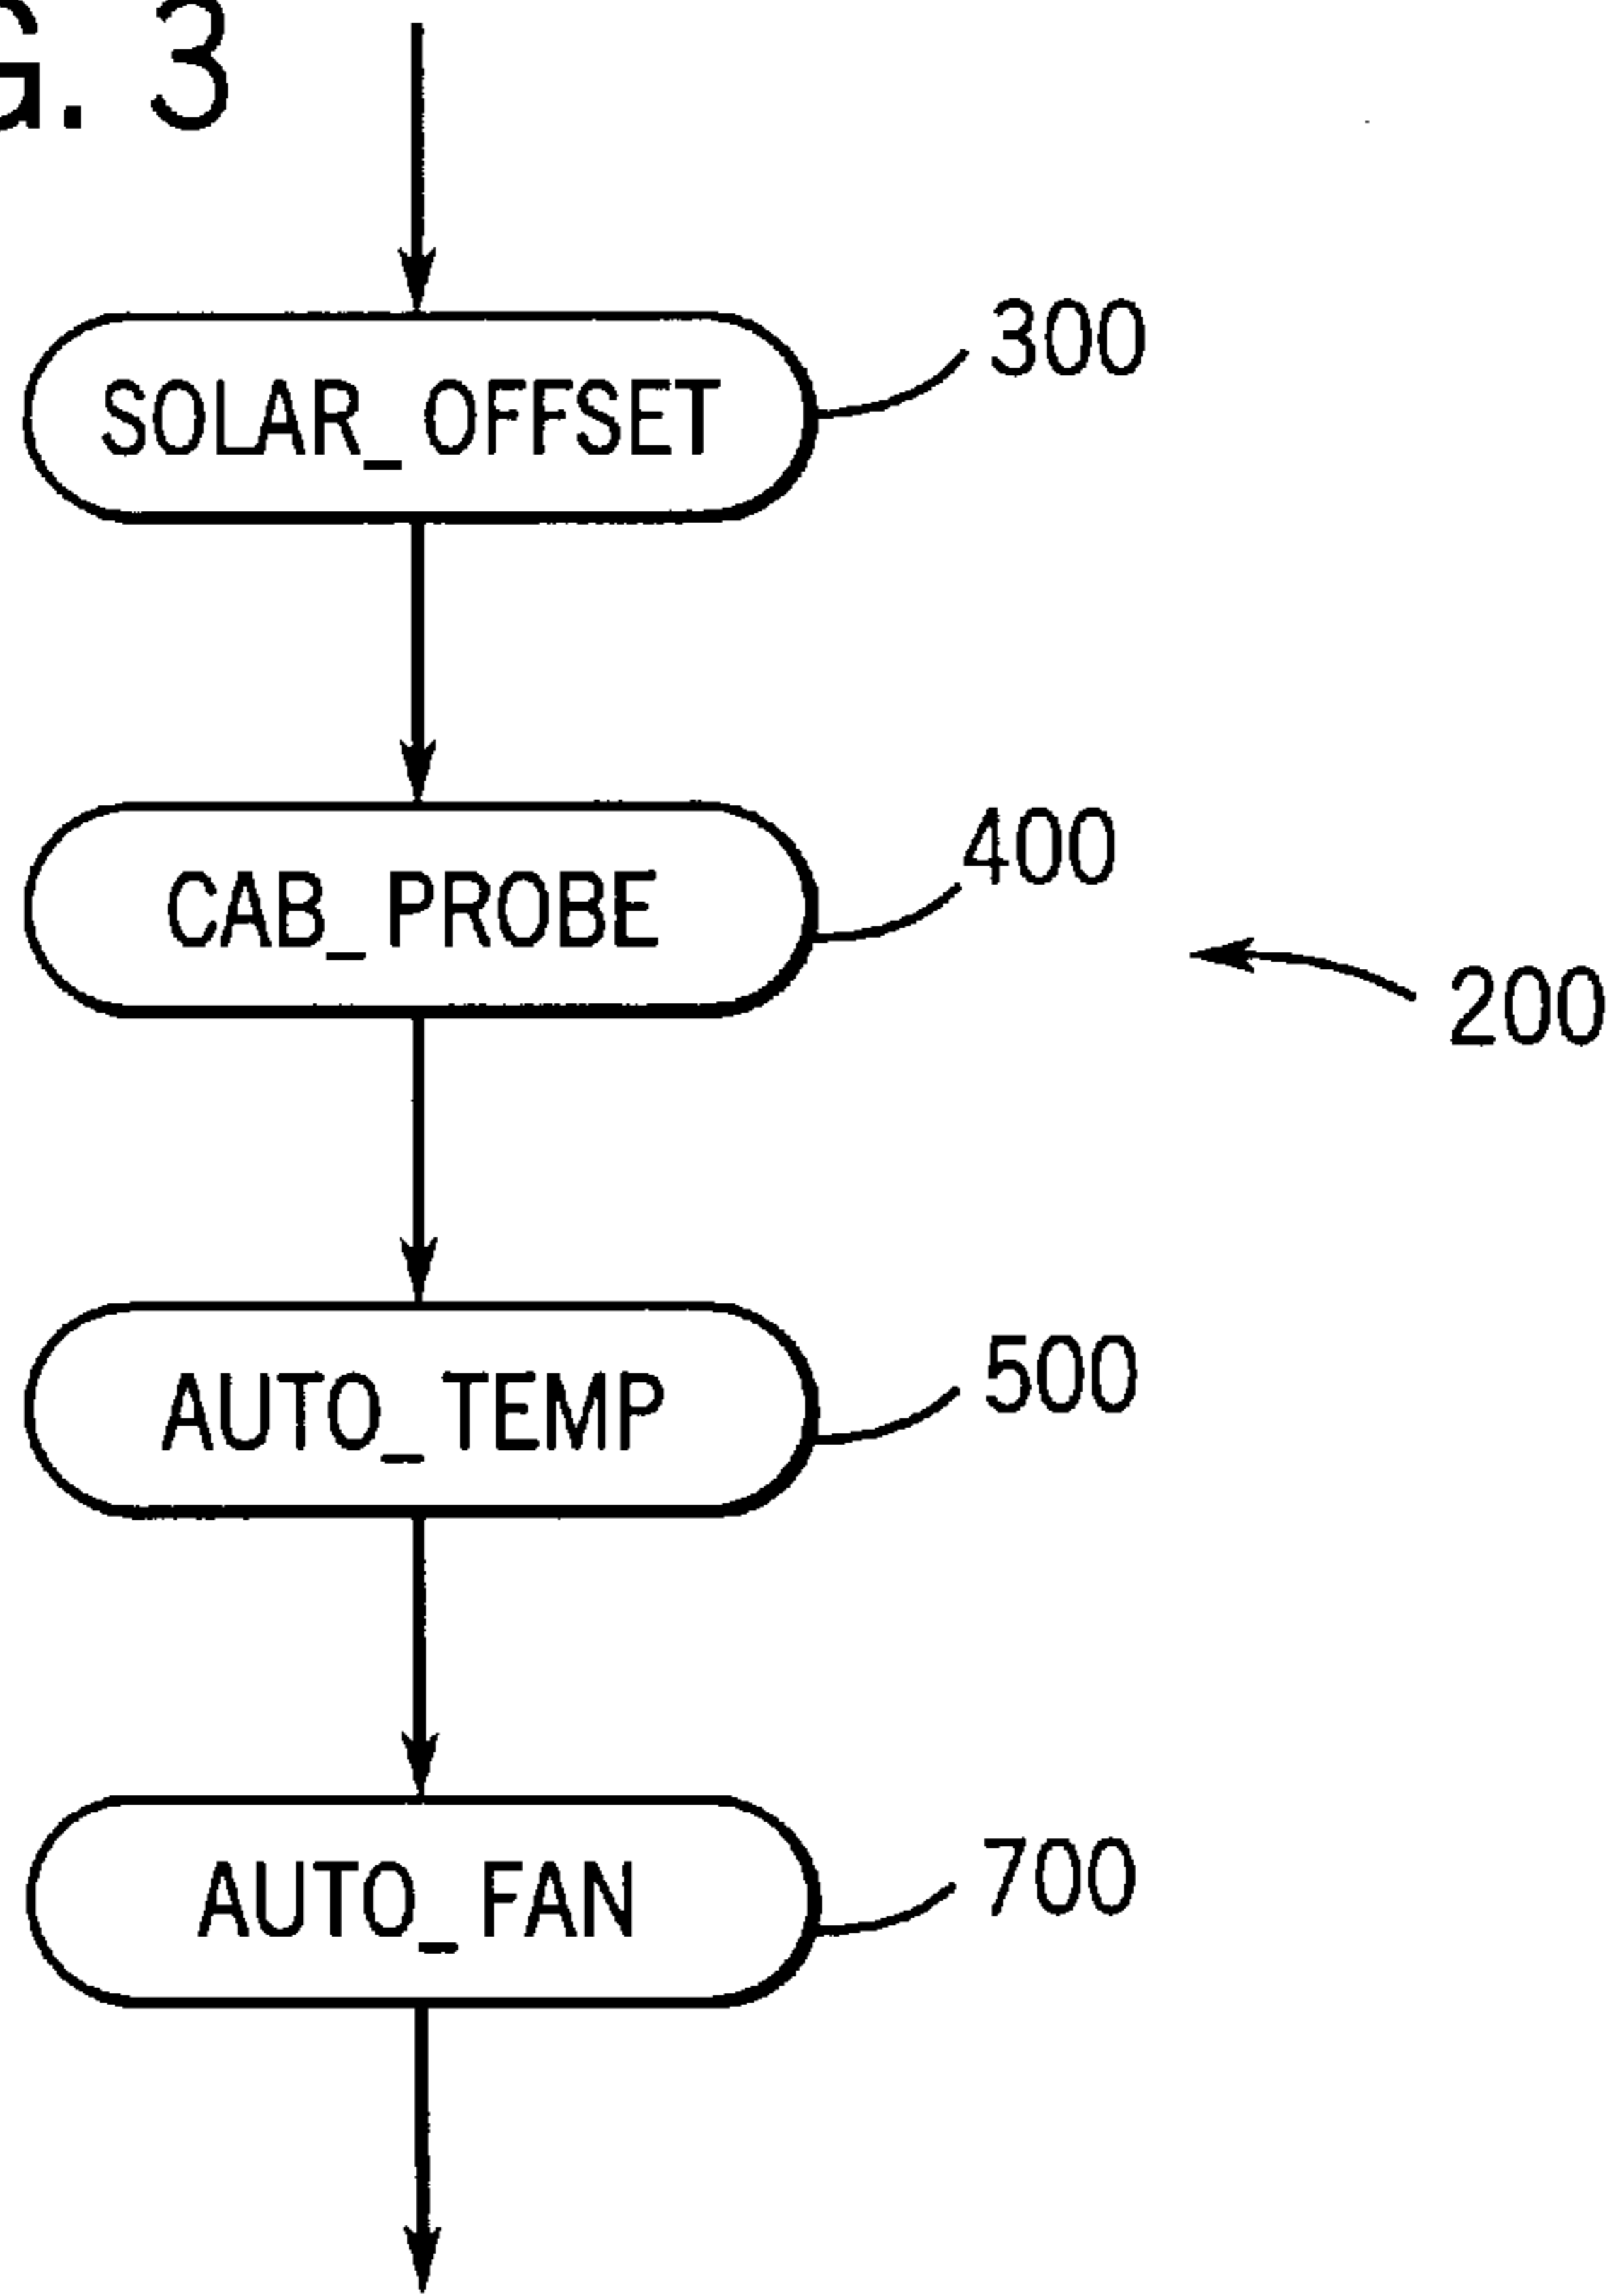 G. 3
SOLAR_OFFSET
300
CAB_PROBE
400
200
AUTO_TEMP
500
AUTO_FAN
700